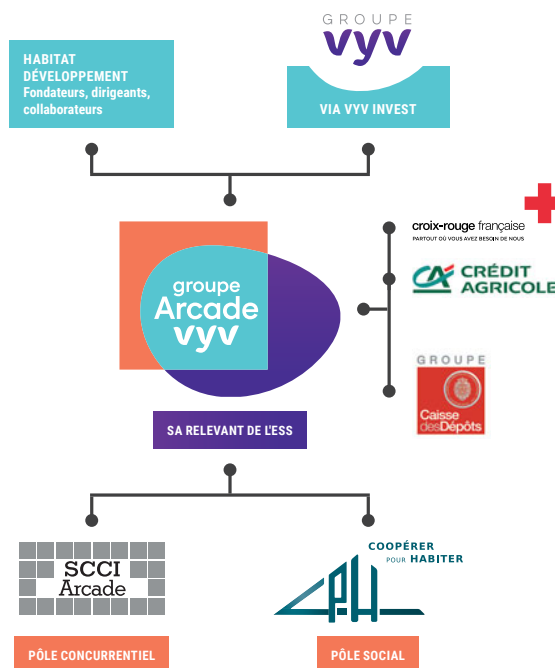 HABITAT
DÉVELOPPEMENT
Fondateurs, dirigeants,
collaborateurs
GROUPE
vyv
VIA VYV INVEST
groupe
Arcade
vyv
croix-rouge française
PARTOUT OÙ VOUS AVEZ BESOIN DE NOUS
CA CRÉDIT
AGRICOLE
GROUPE
Caisse
desDépôts
SA RELEVANT DE L'ESS
SCCI
Arcade
COOPÉRER
POUR HABITER
CPH
PÔLE CONCURRENTIEL
PÔLE SOCIAL